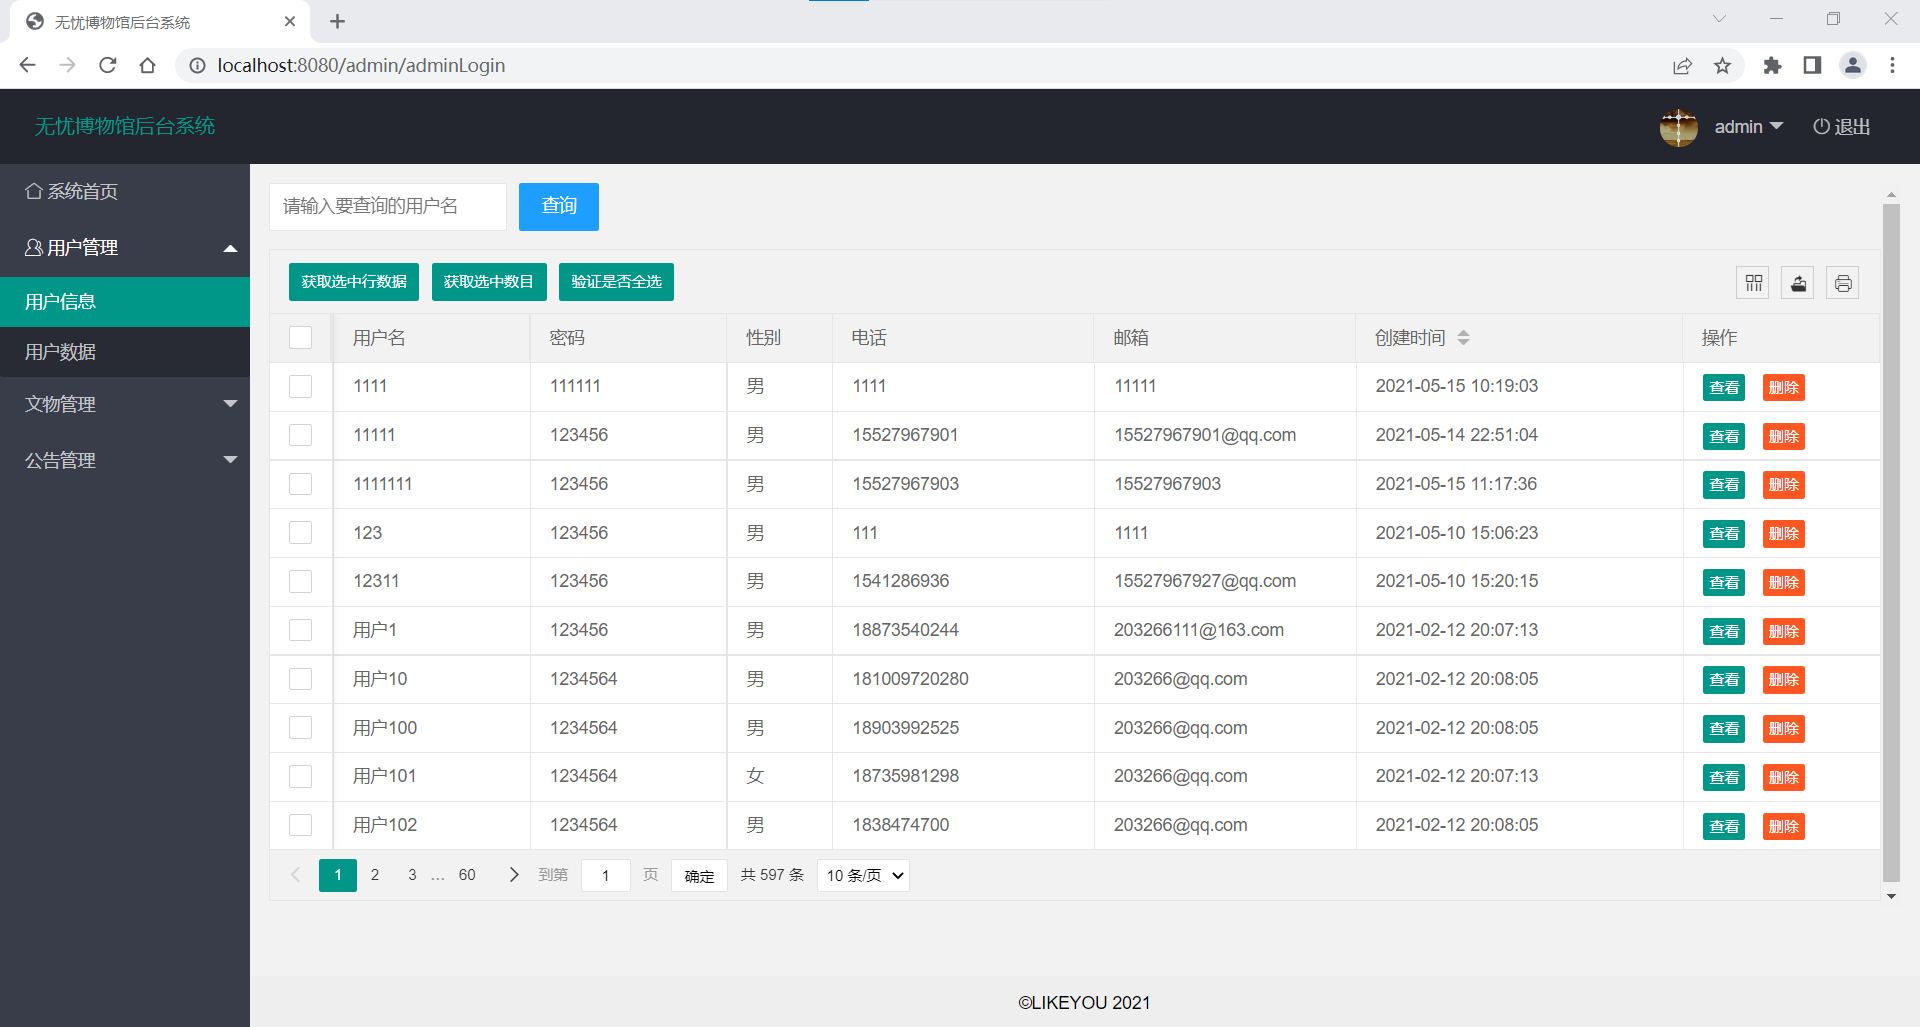 无忧博物馆后台系统
localhost:8080/admin/adminLogin
无忧博物馆后台系统
admin 退出
系统首页
用户管理
用户信息
用户数据
文物管理
公告管理
请输入要查询的用户名 查询
获取选中行数据 获取选中数目 验证是否全选
用户名 密码 性别 电话 邮箱 创建时间 操作
1111 111111 男 1111 11111 2021-05-15 10:19:03 查看 删除
11111 123456 男 15527967901 15527967901@qq.com 2021-05-14 22:51:04 查看 删除
1111111 123456 男 15527967903 15527967903 2021-05-15 11:17:36 查看 删除
123 123456 男 111 1111 2021-05-10 15:06:23 查看 删除
12311 123456 男 1541286936 15527967927@qq.com 2021-05-10 15:20:15 查看 删除
用户1 123456 男 18873540244 203266111@163.com 2021-02-12 20:07:13 查看 删除
用户10 1234564 男 181009720280 203266@qq.com 2021-02-12 20:08:05 查看 删除
用户100 1234564 男 18903992525 203266@qq.com 2021-02-12 20:08:05 查看 删除
用户101 1234564 女 18735981298 203266@qq.com 2021-02-12 20:07:13 查看 删除
用户102 1234564 男 1838474700 203266@qq.com 2021-02-12 20:08:05 查看 删除
1 2 3 … 60 到第 1 页 确定 共 597 条 10 条/页
©LIKEYOU 2021